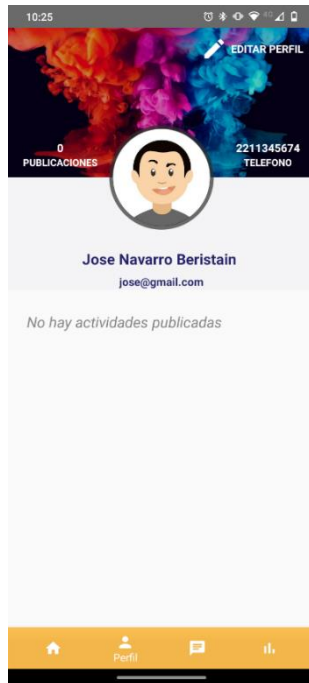 10:25
4G
EDITAR PERFIL
0
PUBLICACIONES
2211345674
TELEFONO
Jose Navarro Beristain
jose@gmail.com
No hay actividades publicadas
Perfil